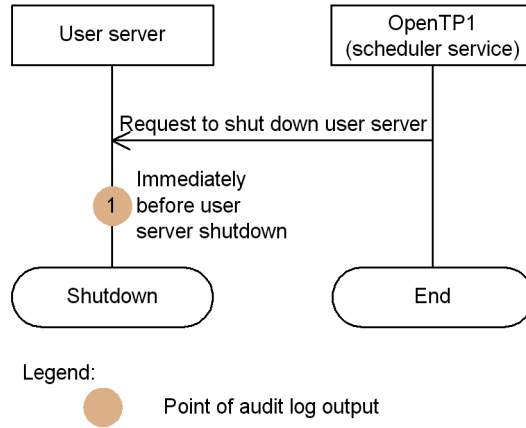 User server
OpenTP1
(scheduler service)
Request to shut down user server
1
Immediately
before user
server shutdown
Shutdown
End
Legend:
Point of audit log output